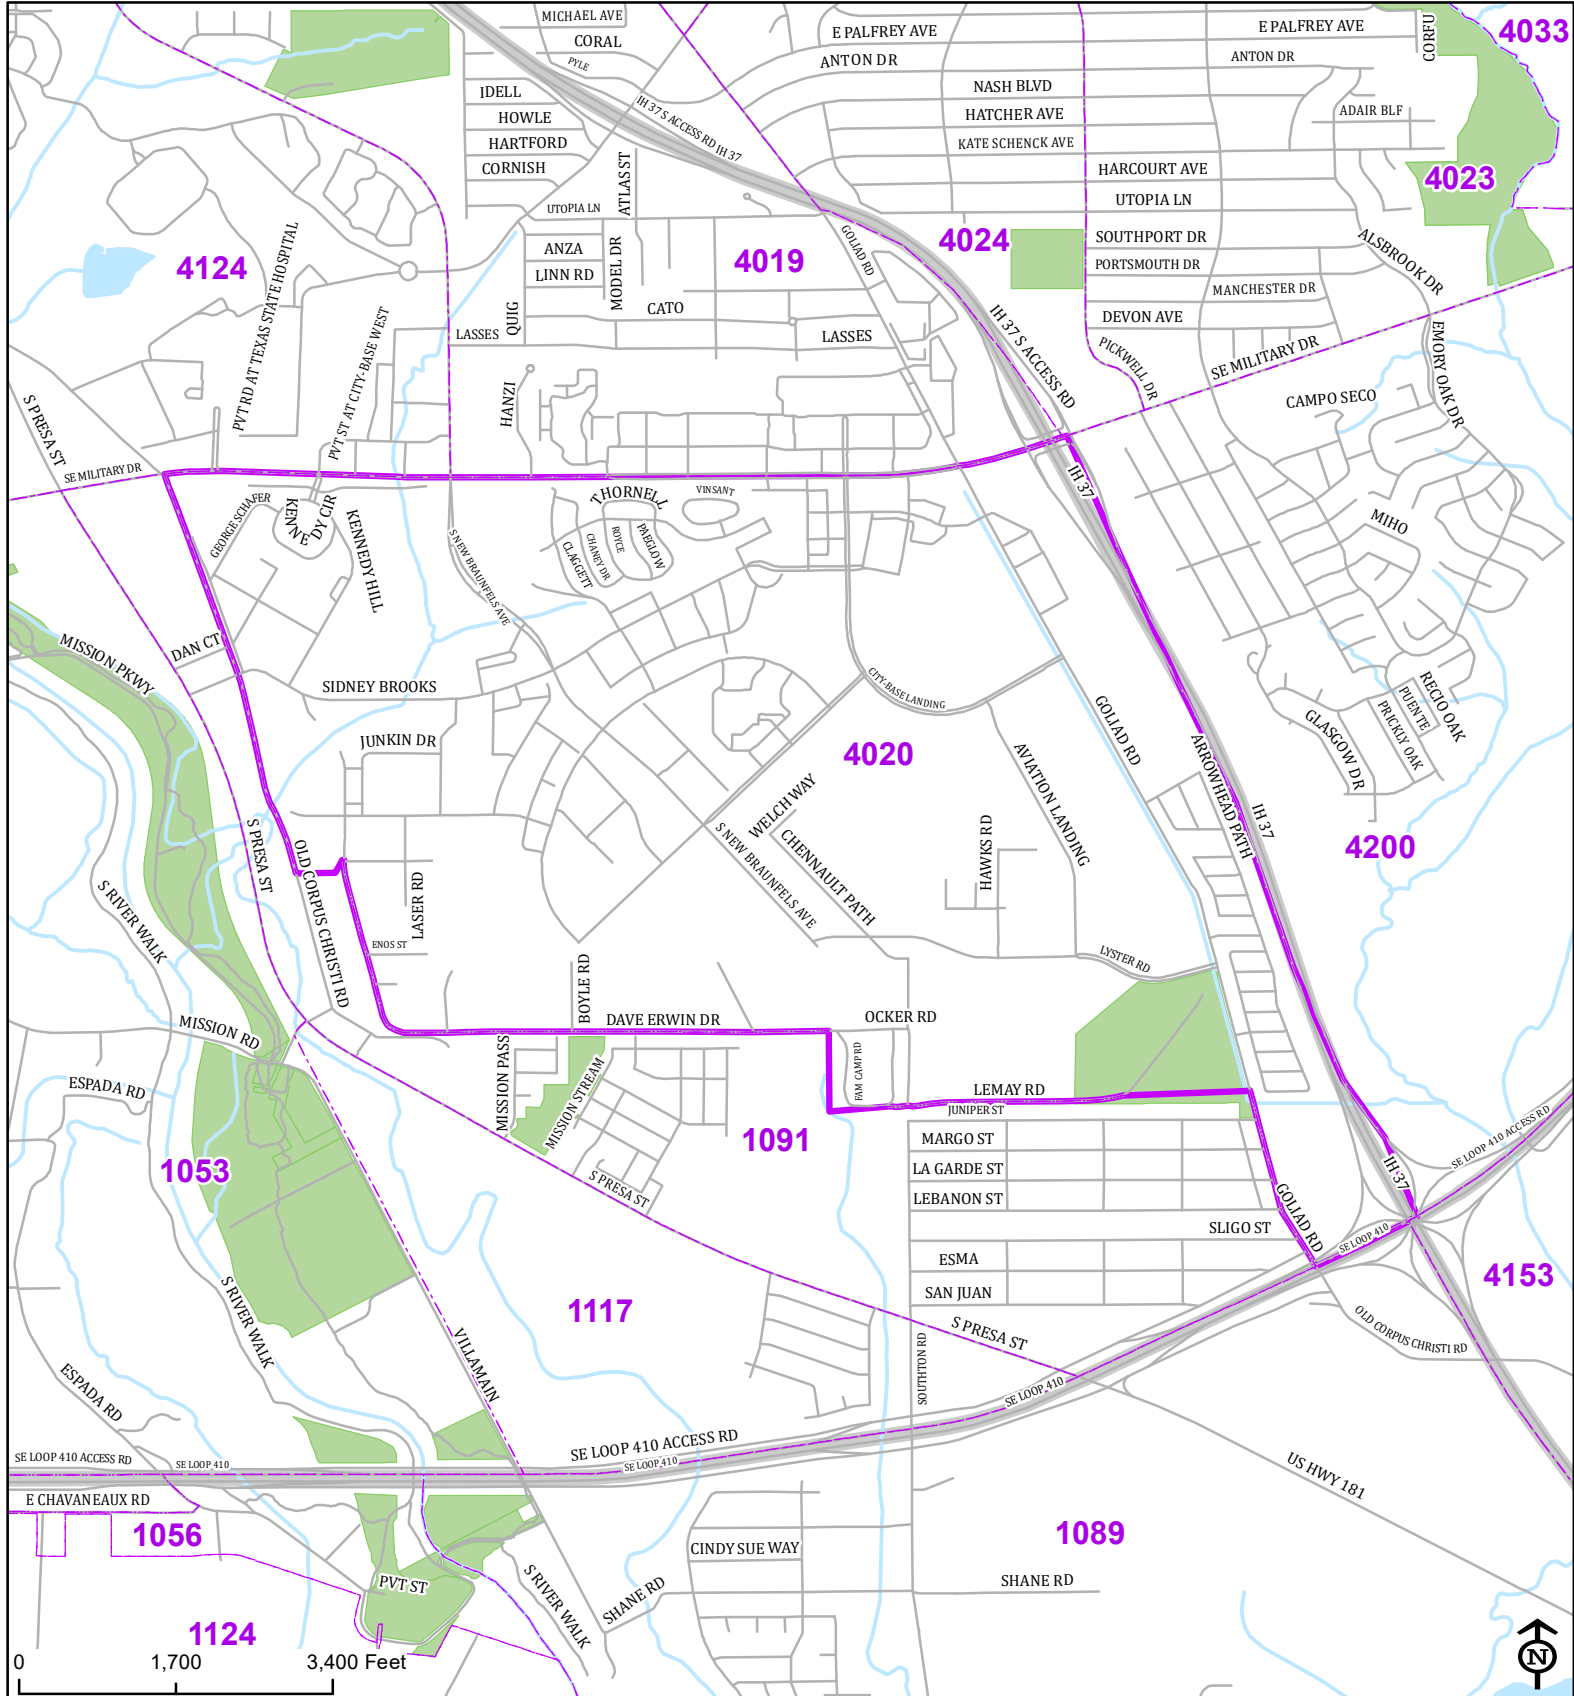 MICHAEL AVE
CORAL
PYLE
E PALFREY AVE
E PALFREY AVE
CORFU
4033
ANTON DR
ANTON DR
IDELL
IH 37 S ACCESS RD IH 37
NASH BLVD
HOWLE
HATCHER AVE
ADAIR BLF
HARTFORD
KATE SCHENCK AVE
CORNISH
ATLAS ST
HARCOURT AVE
4023
UTOPIA LN
UTOPIA LN
4124
PVT RD AT TEXAS STATE HOSPITAL
ANZA
MODEL DR
4019
GOLIAD RD
4024
SOUTHPORT DR
ALSBROOK DR
LINN RD
PORTSMOUTH DR
MANCHESTER DR
QUIG
CATO
IH 37 S ACCESS RD
DEVON AVE
LASSES
LASSES
PVT ST AT CITY-BASE WEST
PICKWELL DR
SE MILITARY DR
EMORY OAK DR
S PRESA ST
HANZI
CAMPO SECO
SE MILITARY DR
IH 37
GEORGE SCHAFER
KENNEDY CIR
KENNEDY HILL
THORNELL
VINSANT
MIHO
S NEW BRAUNFELS AVE
CLAGGETT
CHANEY DR
ROYCE
PAEGLOW
DAN CT
MISSION PKWY
SIDNEY BROOKS
CITY-BASE LANDING
GOLIAD RD
RECIO OAK
PUENTE
PRICKLY OAK
GLASGOW DR
JUNKIN DR
4020
AVIATION LANDING
ARROWHEAD PATH
WELCH WAY
IH 37
S PRESA ST
OLD CORPUS CHRISTI RD
S NEW BRAUNFELS AVE
CHENNAULT PATH
HAWKS RD
4200
S RIVER WALK
LASER RD
ENOS ST
LYSTER RD
BOYLE RD
MISSION RD
DAVE ERWIN DR
OCKER RD
MISSION PASS
FAM CAMP RD
ESPADA RD
MISSION STREAM
LEMAY RD
JUNIPER ST
1053
1091
MARGO ST
SE LOOP 410 ACCESS RD
LA GARDE ST
IH 37
S PRESA ST
LEBANON ST
GOLIAD RD
SLIGO ST
SE LOOP 410
ESMA
4153
SAN JUAN
S RIVER WALK
1117
VILLAMAIN
S PRESA ST
OLD CORPUS CHRISTI RD
SOUTHTON RD
ESPADA RD
SE LOOP 410
SE LOOP 410 ACCESS RD
SE LOOP 410 ACCESS RD
SE LOOP 410
SE LOOP 410
US HWY 181
E CHAVANEAUX RD
1056
1089
CINDY SUE WAY
PVT ST
S RIVER WALK
SHANE RD
SHANE RD
1124
0
1,700
3,400 Feet
N